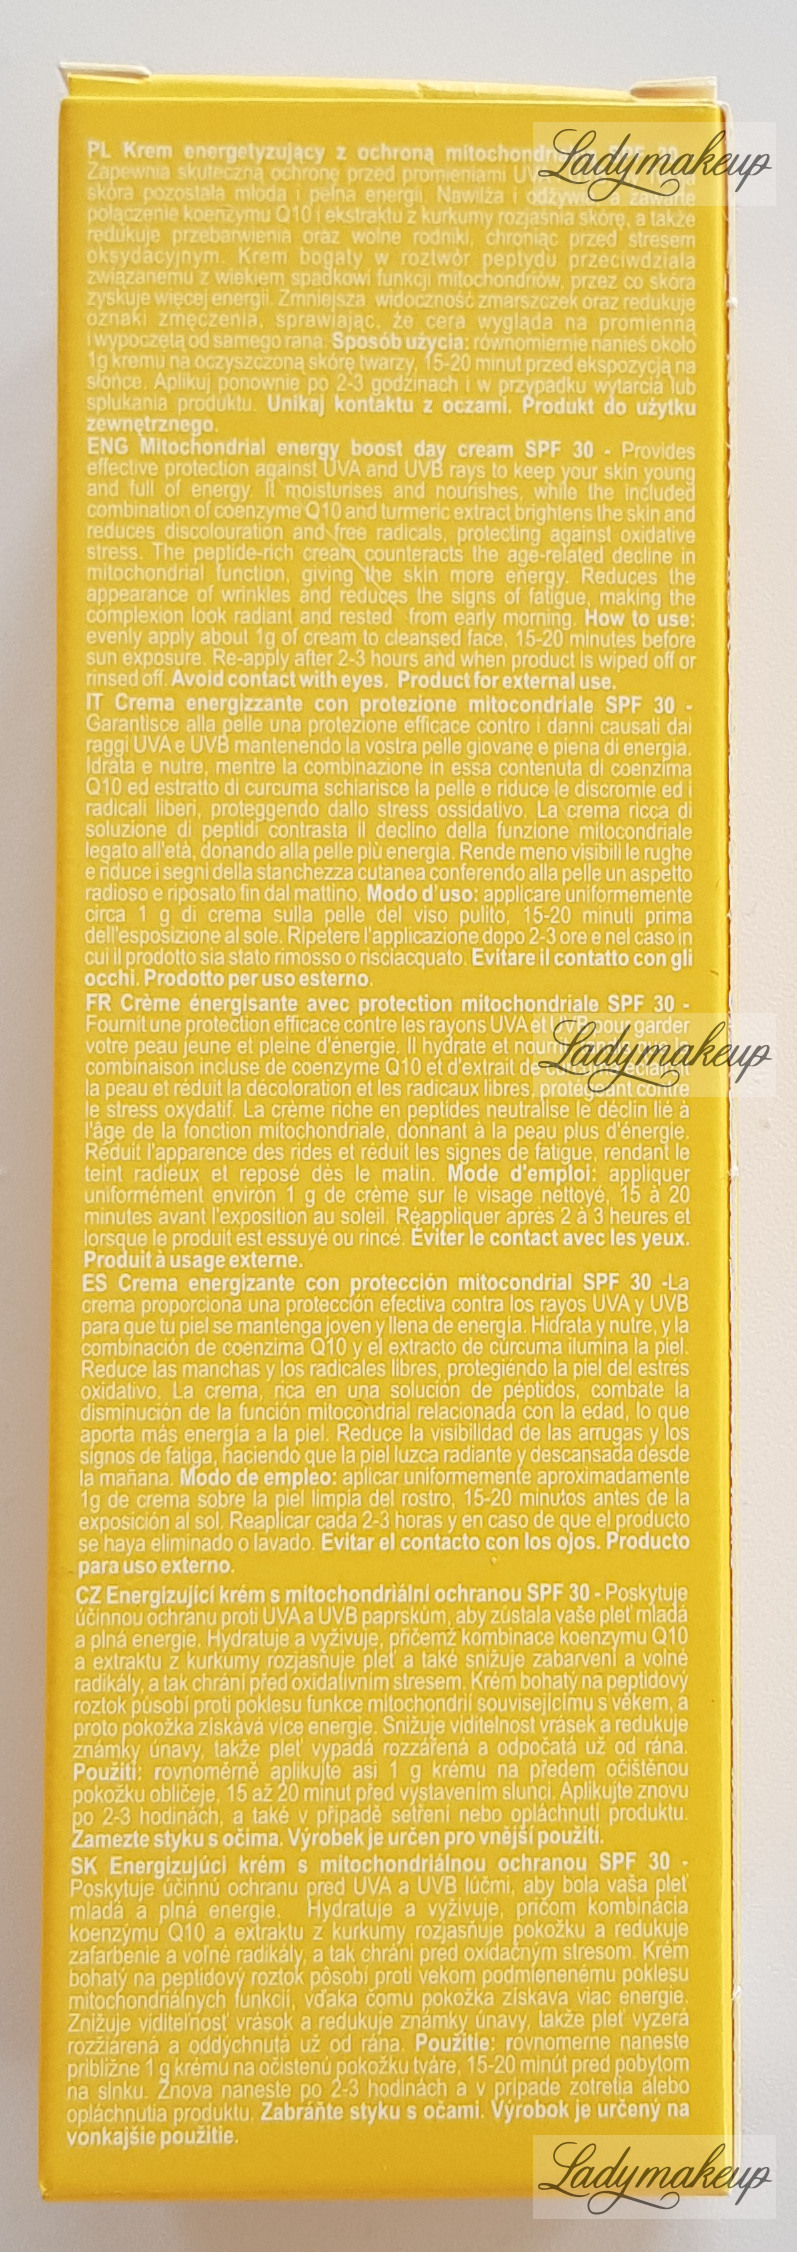 PL Krem energetyzujący z ochroną SPF 30 -
Zapewnia skuteczną ochronę przed promieniami
skóra pozostała młoda i pełna energii. Nawilża i zawarte
połączenie koenzymu Q10 i ekstraktu z kurkumy rozjaśnia skórę, a także
redukuje przebarwienia oraz wolne rodniki, chroniąc przed stresem
oksydacyjnym. Krem bogaty w roztwór peptydu przeciwdziała
związanemu z wiekiem spadkowi funkcji mitochondriów, przez co skóra
zyskuje więcej energii. Zmniejsza widoczność zmarszczek oraz redukuje
oznaki zmęczenia, sprawiając, że cera wygląda na promienną
i wypoczętą od samego rana. Sposób użycia: równomiernie nanieś około
1g kremu na oczyszczoną skórę twarzy, 15-20 minut przed ekspozycją na
słońce. Aplikuj ponownie po 2-3 godzinach i w przypadku wytarcia lub
spłukania produktu. Unikaj kontaktu z oczami. Produkt do użytku
zewnętrznego.
ENG Mitochondrial energy boost day cream SPF 30 - Provides
effective protection against UVA and UVB rays to keep your skin young
and full of energy. It moisturises and nourishes, while the included
combination of coenzyme Q10 and turmeric extract brightens the skin and
reduces discolouration and free radicals, protecting against oxidative
stress. The peptide-rich cream counteracts the age-related decline in
mitochondrial function, giving the skin more energy. Reduces the
appearance of wrinkles and reduces the signs of fatigue, making the
complexion look radiant and rested from early morning. How to use:
evenly apply about 1g of cream to cleansed face, 15-20 minutes before
sun exposure. Re-apply after 2-3 hours and when product is wiped off or
rinsed off. Avoid contact with eyes. Product for external use.
IT Crema energizzante con protezione mitocondriale SPF 30 -
Garantisce alla pelle una protezione efficace contro i danni causati dai
raggi UVA e UVB mantenendo la vostra pelle giovane e piena di energia.
Idrata e nutre, mentre la combinazione in essa contenuta di coenzima
Q10 ed estratto di curcuma schiarisce la pelle e riduce le discromie ed i
radicali liberi, proteggendo dallo stress ossidativo. La crema ricca di
soluzione di peptidi contrasta il declino della funzione mitocondriale
legato all'età, donando alla pelle più energia. Rende meno visibili le rughe
e riduce i segni della stanchezza cutanea conferendo alla pelle un aspetto
radioso e riposato fin dal mattino. Modo d'uso: applicare uniformemente
circa 1 g di crema sulla pelle del viso pulito, 15-20 minuti prima
dell'esposizione al sole. Ripetere l'applicazione dopo 2-3 ore e nel caso in
cui il prodotto sia stato rimosso o risciacquato. Evitare il contatto con gli
occhi. Prodotto per uso esterno.
FR Crème énergisante avec protection mitochondriale SPF 30 -
Fournit une protection efficace contre les rayons UVA et UVB pour garder
votre peau jeune et pleine d'énergie. Il hydrate et
combinaison incluse de coenzyme Q10 et d'extrait de
la peau et réduit la décoloration et les radicaux libres, protégeant contre
le stress oxydatif. La crème riche en peptides neutralise le déclin lié à
l'âge de la fonction mitochondriale, donnant à la peau plus d'énergie.
Réduit l'apparence des rides et réduit les signes de fatigue, rendant le
teint radieux et reposé dès le matin. Mode d'emploi: appliquer
uniformément environ 1 g de crème sur le visage nettoyé, 15 à 20
minutes avant l'exposition au soleil. Réappliquer après 2 à 3 heures et
lorsque le produit est essuyé ou rincé. Éviter le contact avec les yeux.
Produit à usage externe.
ES Crema energizante con protección mitocondrial SPF 30 -La
crema proporciona una protección efectiva contra los rayos UVA y UVB
para que tu piel se mantenga joven y llena de energía. Hidrata y nutre, y la
combinación de coenzima Q10 y el extracto de cúrcuma ilumina la piel.
Reduce las manchas y los radicales libres, protegiéndo la piel del estrés
oxidativo. La crema, rica en una solución de péptidos, combate la
disminución de la función mitocondrial relacionada con la edad, lo que
aporta más energía a la piel. Reduce la visibilidad de las arrugas y los
signos de fatiga, haciendo que la piel luzca radiante y descansada desde
la mañana. Modo de empleo: aplicar uniformemente aproximadamente
1g de crema sobre la piel limpia del rostro, 15-20 minutos antes de la
exposición al sol. Reaplicar cada 2-3 horas y en caso de que el producto
se haya eliminado o lavado. Evitar el contacto con los ojos. Producto
para uso externo.
CZ Energizující krém s mitochondriální ochranou SPF 30 - Poskytuje
účinnou ochranu proti UVA a UVB paprskům, aby zůstala vaše pleť mladá
a plná energie. Hydratuje a vyživuje, přičemž kombinace koenzymu Q10
a extraktu z kurkumy rozjasňuje pleť a také snižuje zabarvení a volné
radikály, a tak chrání před oxidativním stresem. Krém bohatý na peptidový
roztok působí proti poklesu funkce mitochondrií souvisejícímu s věkem, a
proto pokožka získává více energie. Snižuje viditelnost vrásek a redukuje
známky únavy, takže pleť vypadá rozzářená a odpočatá už od rána.
Použití: rovnoměrně aplikujte asi 1 g krému na předem očištěnou
pokožku obličeje, 15 až 20 minut před vystavením slunci. Aplikujte znovu
po 2-3 hodinách, a také v případě setření nebo opláchnutí produktu.
Zamezte styku s očima. Výrobek je určen pro vnější použití.
SK Energizujúci krém s mitochondriálnou ochranou SPF 30 -
Poskytuje účinnú ochranu pred UVA a UVB lúčmi, aby bola vaša pleť
mladá a plná energie. Hydratuje a vyživuje, pričom kombinácia
koenzýmu Q10 a extraktu z kurkumy rozjasňuje pokožku a redukuje
zafarbenie a voľné radikály, a tak chráni pred oxidačným stresom. Krém
bohatý na peptidový roztok pôsobí proti vekom podmienenému poklesu
mitochondriálnych funkcií, vďaka čomu pokožka získava viac energie.
Znižuje viditeľnosť vrások a redukuje známky únavy, takže pleť vyzerá
rozžiarená a oddýchnutá už od rána. Použitie: rovnomerne naneste
približne 1 g krému na očistenú pokožku tváre, 15-20 minút pred pobytom
na slnku. Znova naneste po 2-3 hodinách a v prípade zotretia alebo
opláchnutia produktu. Zabráňte styku s očami. Výrobok je určený na
vonkajšie použitie.
Ladymakeup
Ladymakeup
Ladymakeup